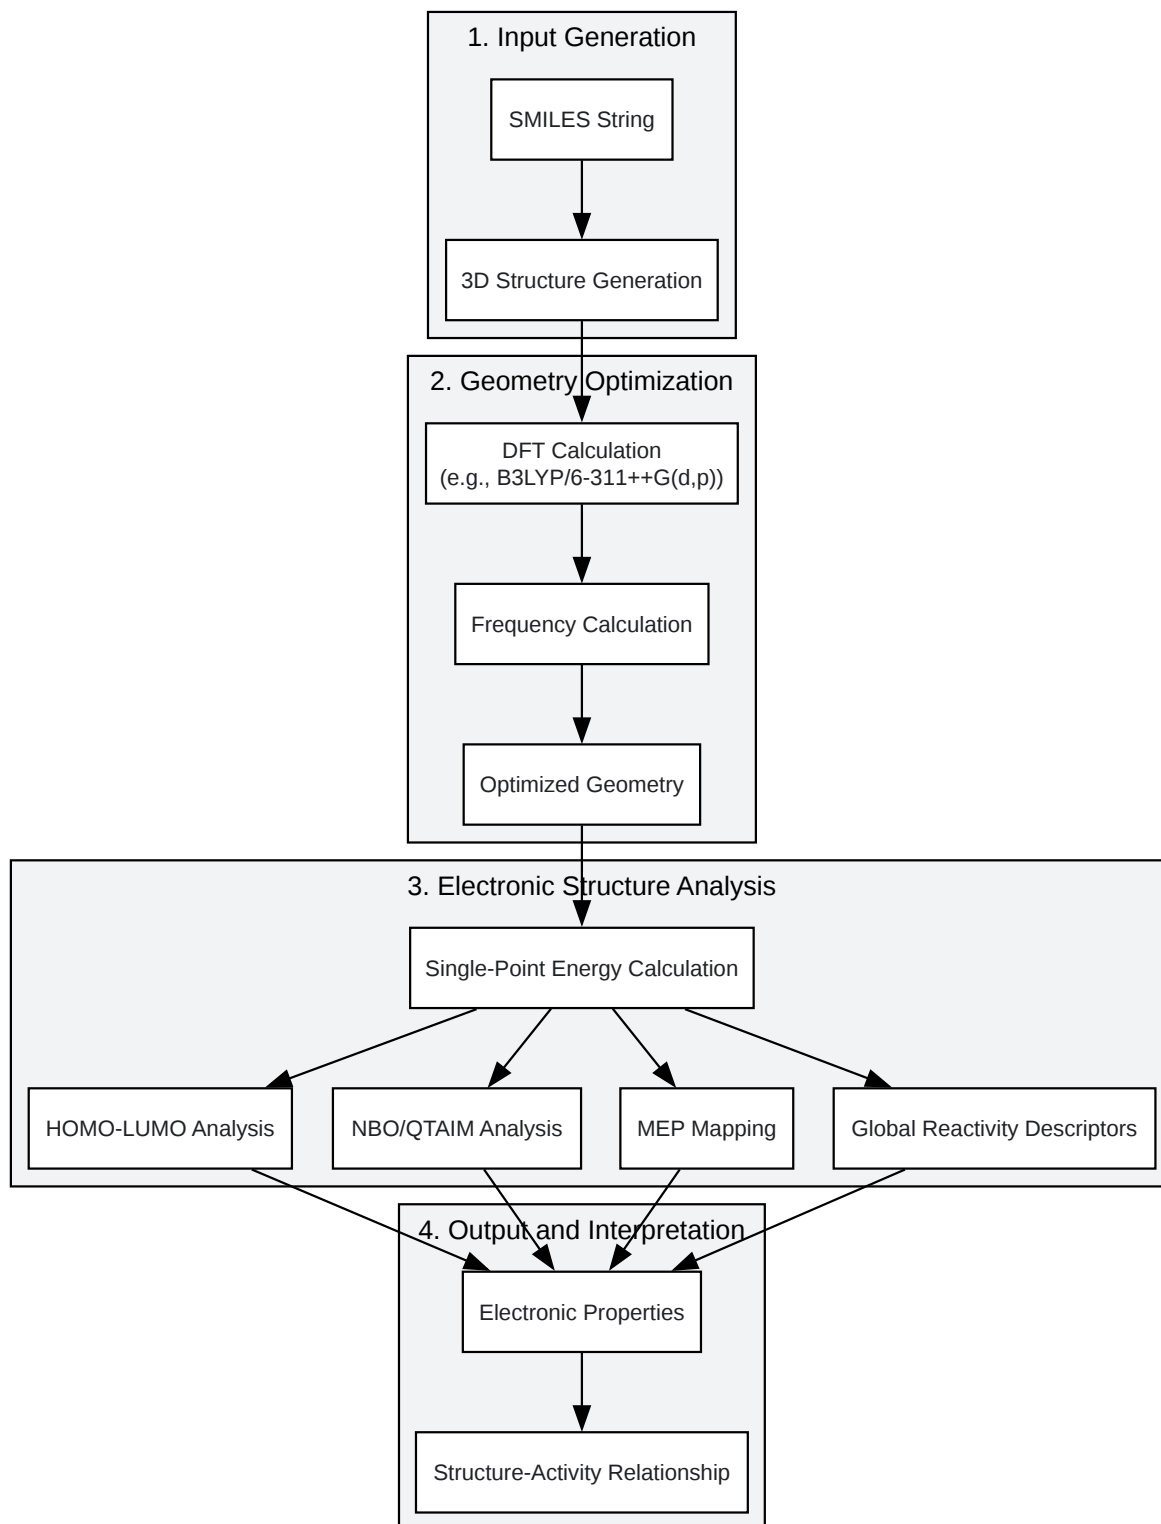 1. Input Generation
SMILES String
3D Structure Generation
2. Geometry Optimization
DFT Calculation
(e.g., B3LYP/6-311++G(d,p))
Frequency Calculation
Optimized Geometry
3. Electronic Structure Analysis
Single-Point Energy Calculation
HOMO-LUMO Analysis
NBO/QTAIM Analysis
MEP Mapping
Global Reactivity Descriptors
4. Output and Interpretation
Electronic Properties
Structure-Activity Relationship